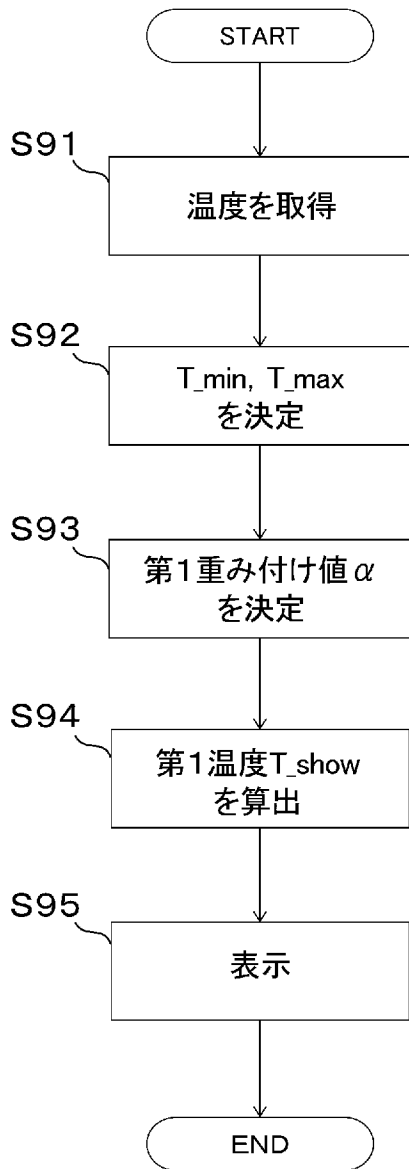 START
S91
温度を取得
S92
T_min, T_max
を決定
S93
第1重み付け値α
を決定
S94
第1温度T_show
を算出
S95
表示
END